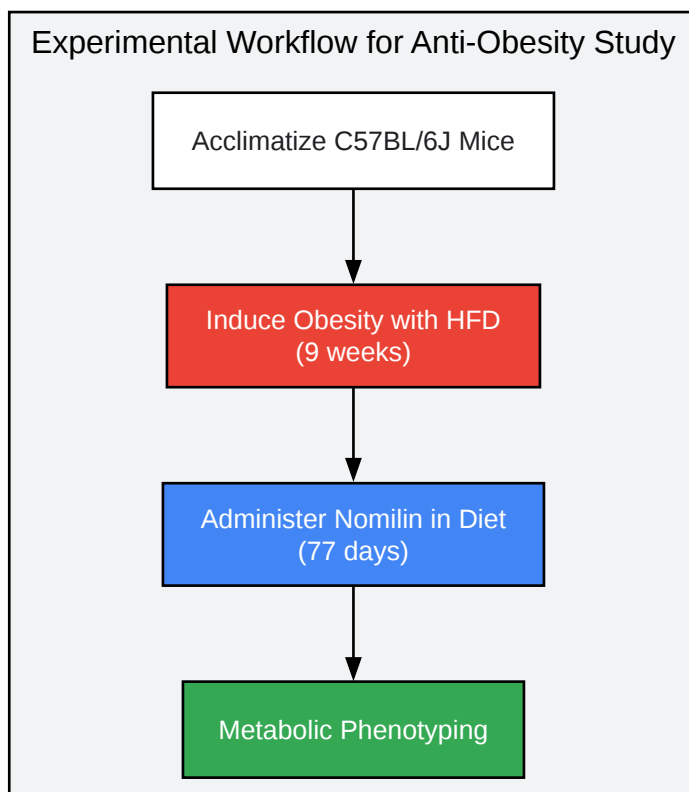 Experimental Workflow for Anti-Obesity Study
Acclimatize C57BL/6J Mice
Induce Obesity with HFD
(9 weeks)
Administer Nomilin in Diet
(77 days)
Metabolic Phenotyping